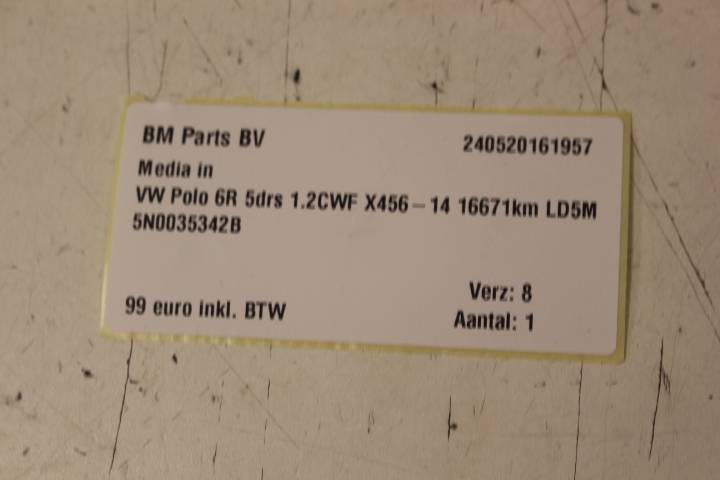 BM Parts BV 240520161957
Media in
VW Polo 6R 5drs 1.2CWF X456-14 16671km LD5M
5N0035342B
Verz: 8
99 euro inkl. BTW Aantal: 1